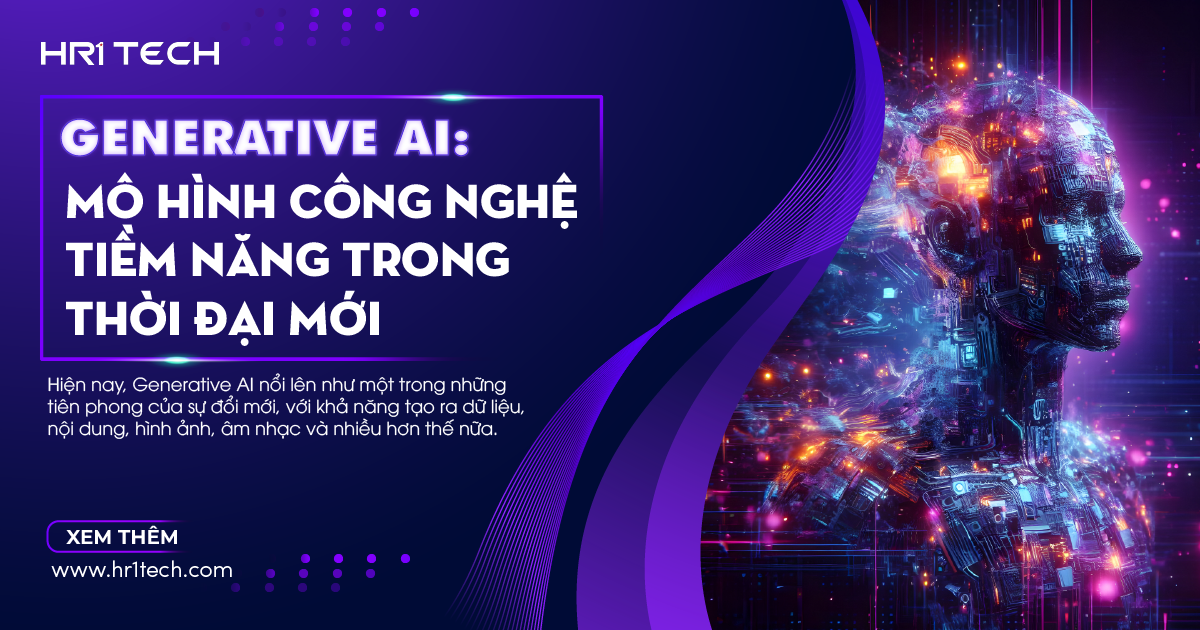 HR1 TECH
GENERATIVE AI:
MÔ HÌNH CÔNG NGHỆ
TIỀM NĂNG TRONG
THỜI ĐẠI MỚI
Hiện nay, Generative AI nổi lên như một trong những
tiên phong của sự đổi mới, với khả năng tạo ra dữ liệu,
nội dung, hình ảnh, âm nhạc và nhiều hơn thế nữa.
XEM THÊM
www.hr1tech.com